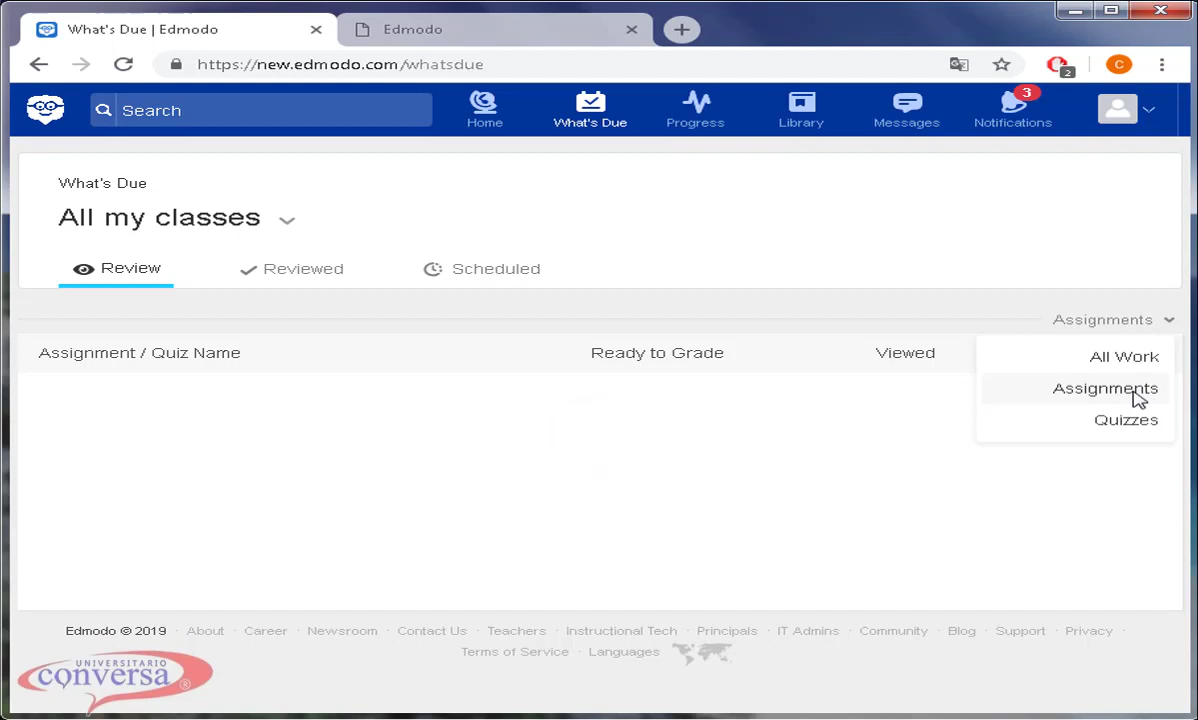 What's Due | Edmodo
Edmodo
https://new.edmodo.com/whatsdue
2
C
Search
Home
What's Due
Progress
Library
Messages
3
Notifications
What's Due
All my classes
Review
Reviewed
Scheduled
Assignments
Assignment / Quiz Name
Ready to Grade
Viewed
All Work
Assignments
Quizzes
Edmodo © 2019 · About · Career · Newsroom · Contact Us · Teachers · Instructional Tech · Principals · IT Admins · Community · Blog · Support · Privacy ·
Terms of Service · Languages
UNIVERSITARIO
conversa ®